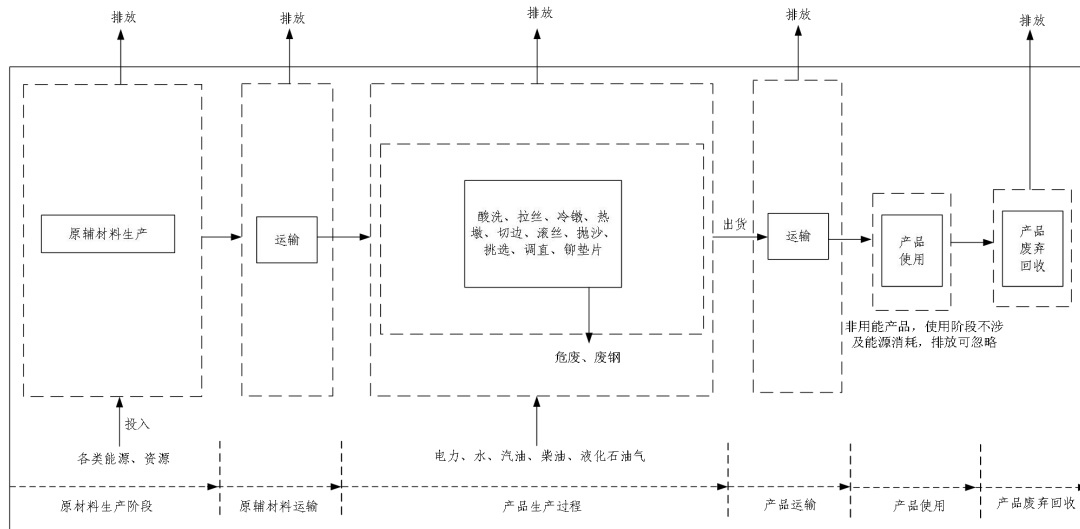 排放
排放
排放
排放
排放
原辅材料生产
运输
酸洗、拉丝、冷镦、热
墩、切边、滚丝、抛沙、
挑选、调直、铆垫片
危废、废钢
出货
运输
产品
使用
产品
废弃
回收
非用能产品，使用阶段不涉
及能源消耗，排放可忽略
投入
各类能源、资源
电力、水、汽油、柴油、液化石油气
原材料生产阶段
原辅材料运输
产品生产过程
产品运输
产品使用
产品废弃回收